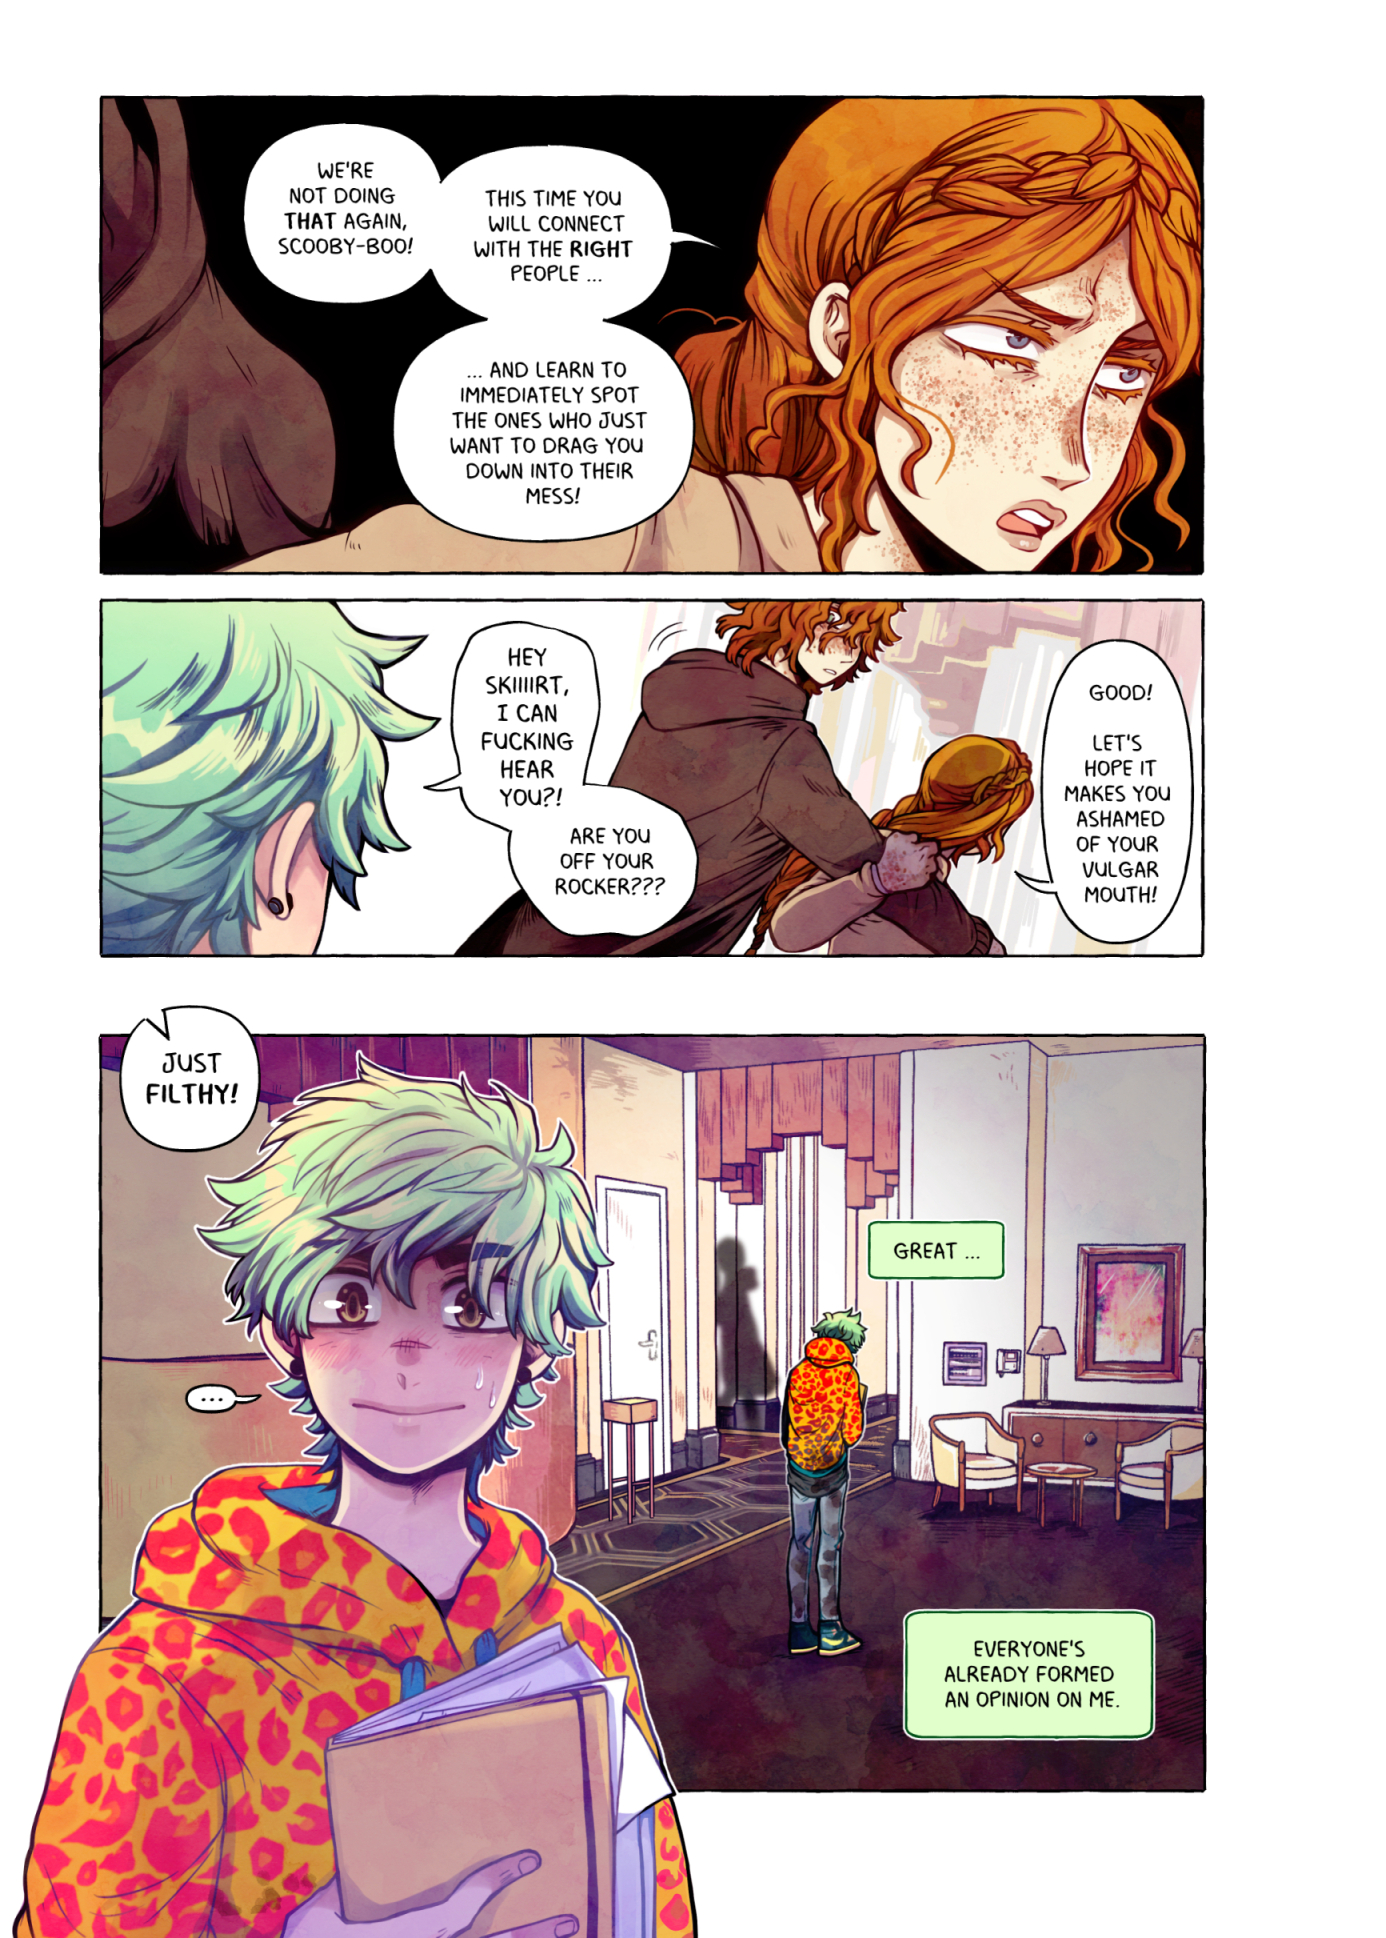 WE'RE
NOT DOING
THAT AGAIN,
SCOOBY-BOO!
THIS TIME YOU
WILL CONNECT
WITH THE RIGHT
PEOPLE ...
... AND LEARN TO
IMMEDIATELY SPOT
THE ONES WHO JUST
WANT TO DRAG YOU
DOWN INTO THEIR
MESS!
HEY
SKIIIIRT,
I CAN
FUCKING
HEAR
YOU?!
ARE YOU
OFF YOUR
ROCKER???
GOOD!
LET'S
HOPE IT
MAKES YOU
ASHAMED
OF YOUR
VULGAR
MOUTH!
JUST
FILTHY!
...
GREAT ...
EVERYONE'S
ALREADY FORMED
AN OPINION ON ME.